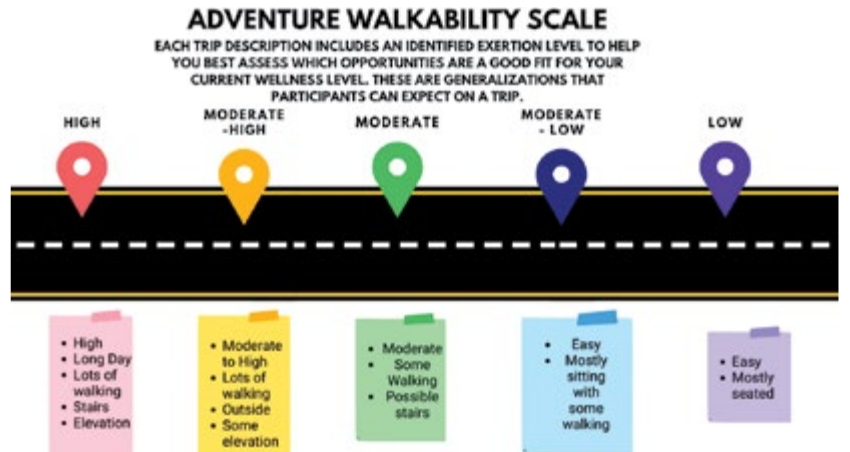 ADVENTURE WALKABILITY SCALE
EACH TRIP DESCRIPTION INCLUDES AN IDENTIFIED EXERTION LEVEL TO HELP
YOU BEST ASSESS WHICH OPPORTUNITIES ARE A GOOD FIT FOR YOUR
CURRENT WELLNESS LEVEL. THESE ARE GENERALIZATIONS THAT
PARTICIPANTS CAN EXPECT ON A TRIP.
HIGH
MODERATE
-HIGH
MODERATE
MODERATE
- LOW
LOW
• High
• Long Day
• Lots of
walking
• Stairs
• Elevation
• Moderate
to High
• Lots of
walking
• Outside
• Some
elevation
• Moderate
• Some
Walking
• Possible
stairs
• Easy
• Mostly
sitting
with
some
walking
• Easy
• Mostly
seated